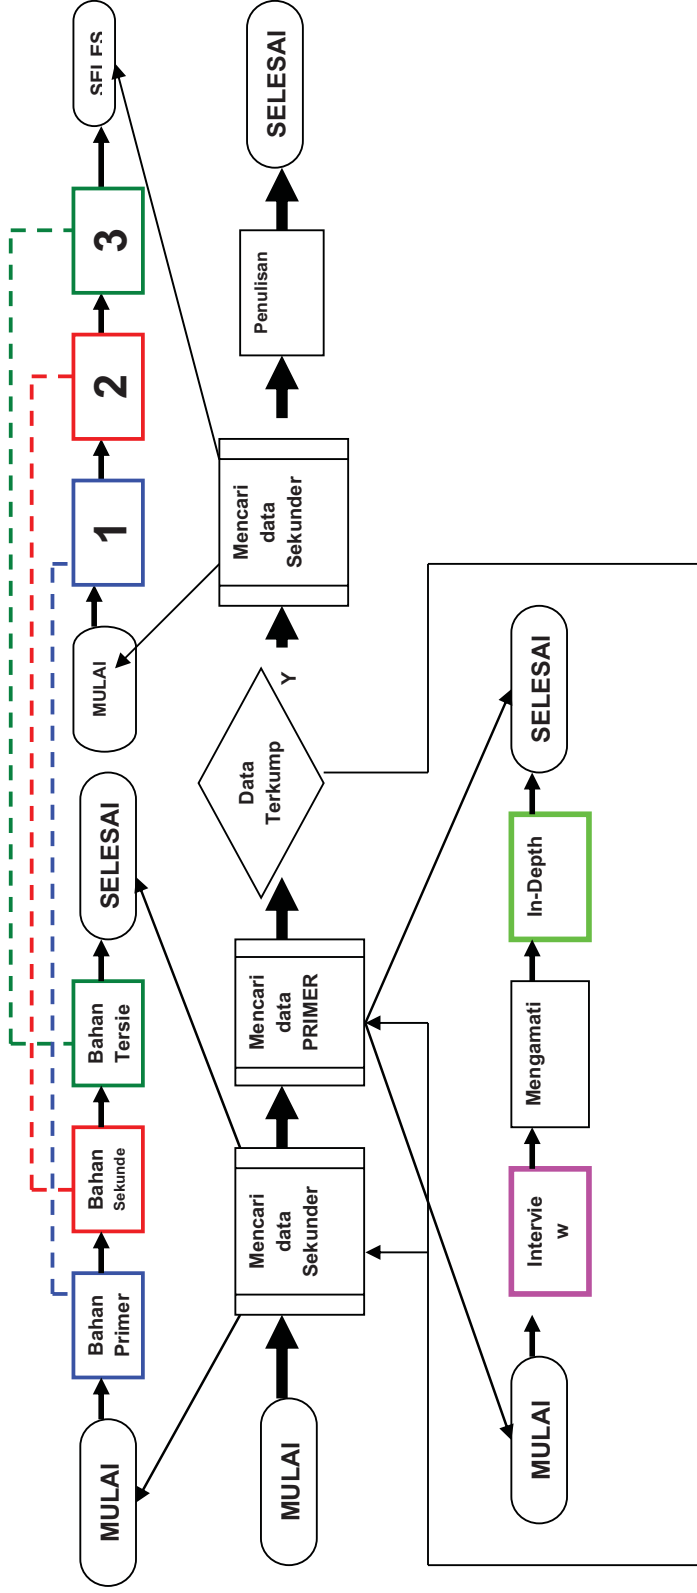 MULAI
Bahan
Primer
Bahan
Sekunde
Bahan
Tersie
SELESAI
MULAI
1
2
3
SELES
MULAI
Mencari
data
Sekunder
Mencari
data
PRIMER
Data
Terkump
Y
Mencari
data
Sekunder
Penulisan
SELESAI
MULAI
Intervie
w
Mengamati
In-Depth
SELESAI